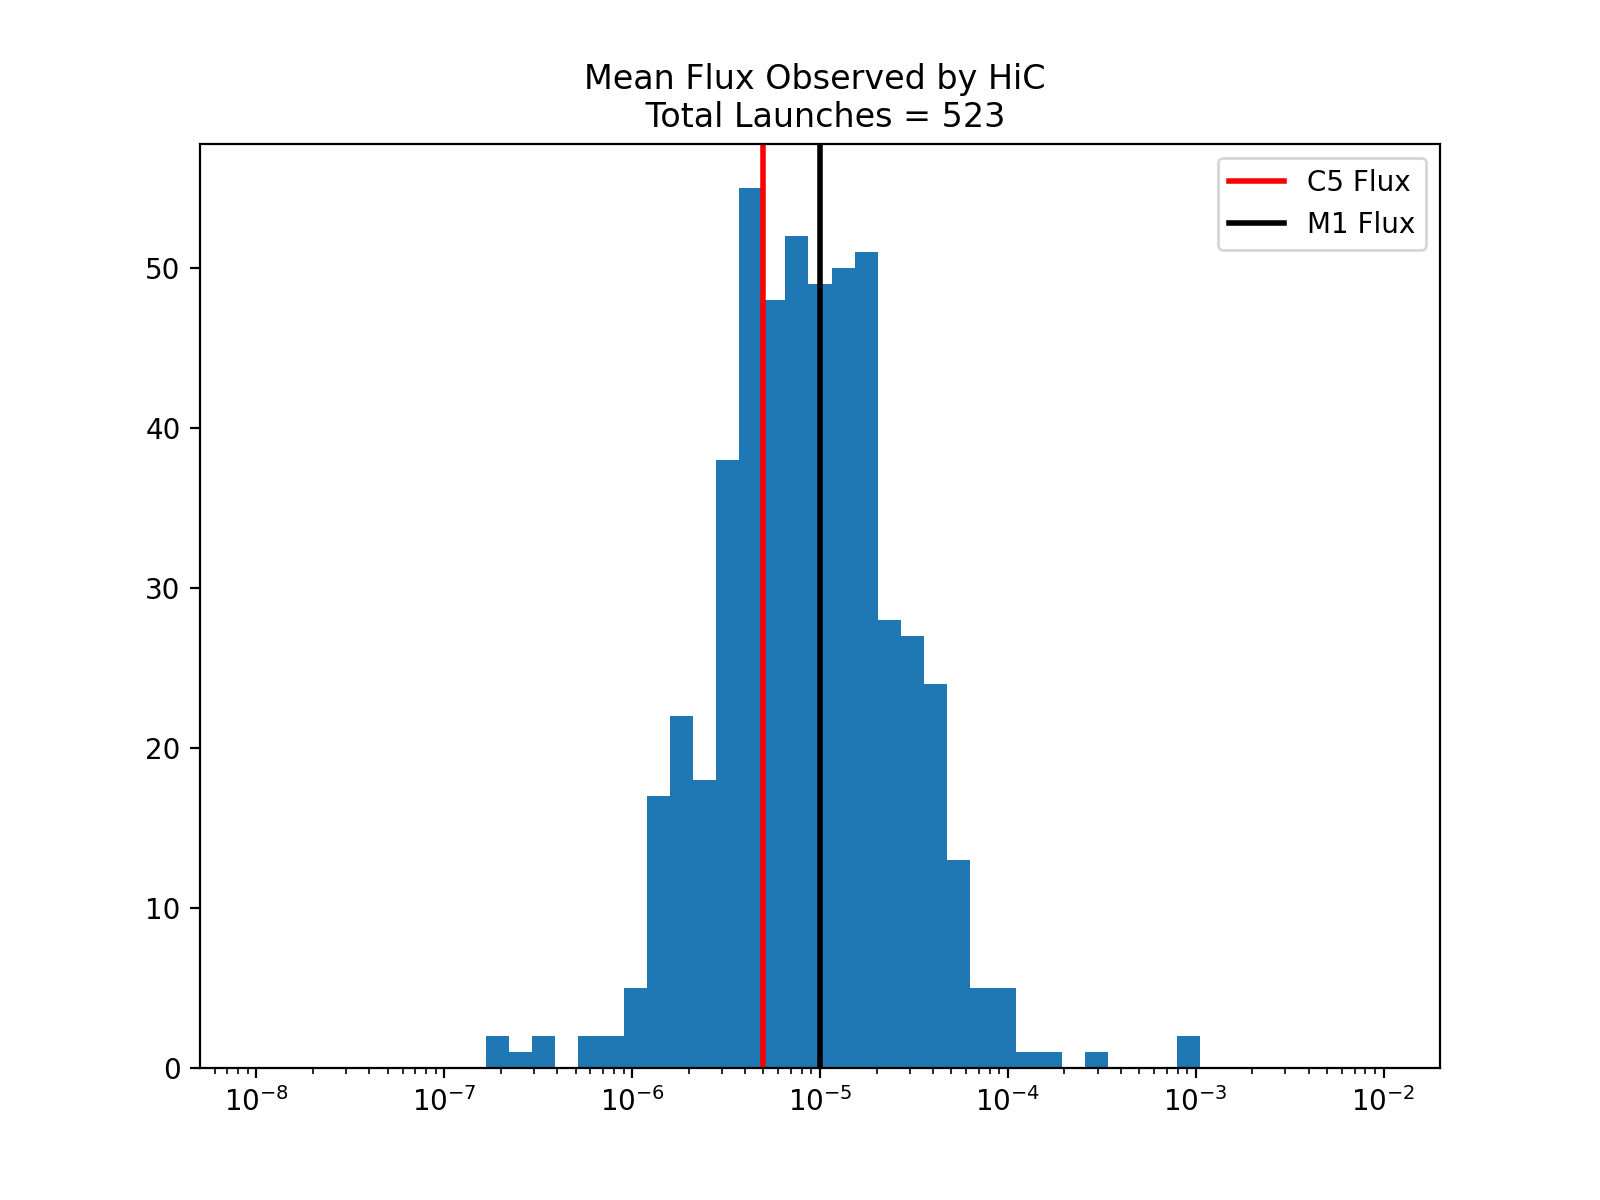 Mean Flux Observed by HiC
Total Launches = 523
C5 Flux
M1 Flux
50
40
30
20
10
0
10⁻⁸ 10⁻⁷ 10⁻⁶ 10⁻⁵ 10⁻⁴ 10⁻³ 10⁻²